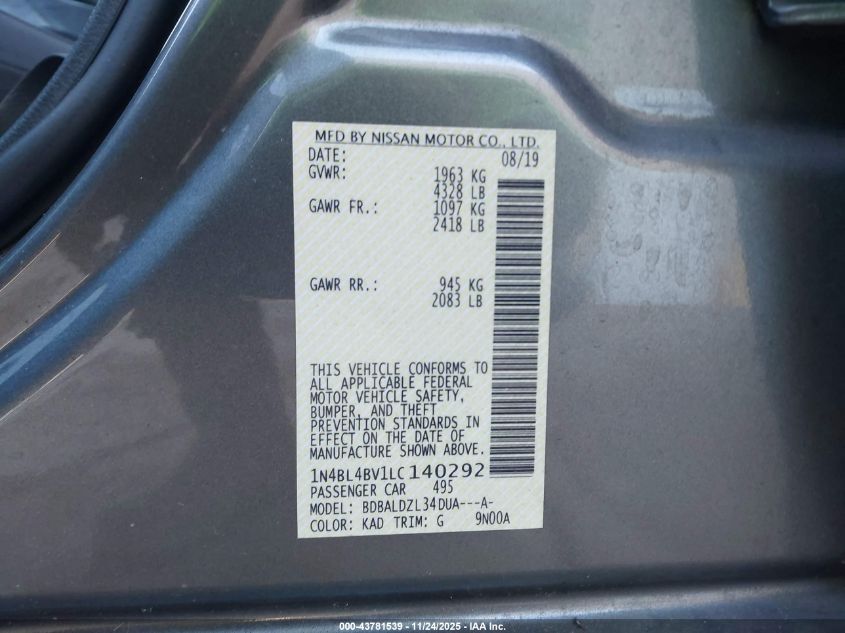 MFD BY NISSAN MOTOR CO., LTD.
DATE: 08/19
GVWR: 1963 KG
4328 LB
GAWR FR.: 1097 KG
2418 LB
GAWR RR.: 945 KG
2083 LB
THIS VEHICLE CONFORMS TO
ALL APPLICABLE FEDERAL
MOTOR VEHICLE SAFETY,
BUMPER, AND THEFT
PREVENTION STANDARDS IN
EFFECT ON THE DATE OF
MANUFACTURE SHOWN ABOVE.
1N4BL4BV1LC140292
PASSENGER CAR 495
MODEL: BDBALDZL34DUA---A-
COLOR: KAD TRIM: G 9N00A
000-43781539 - 11/24/2025 - IAA Inc.